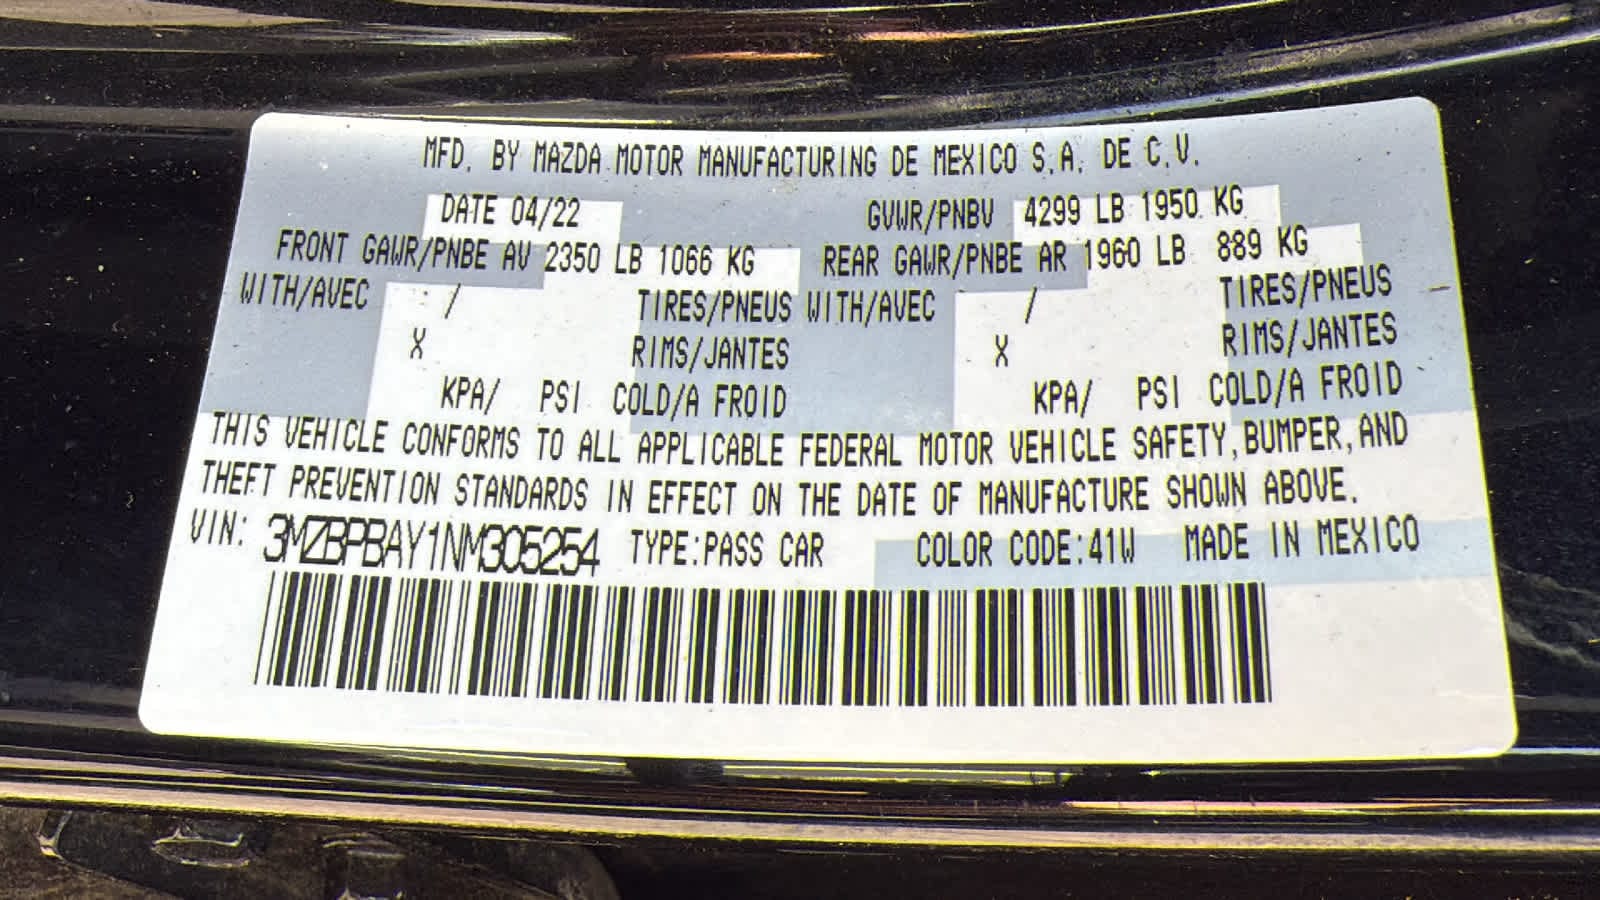 MFD. BY MAZDA MOTOR MANUFACTURING DE MEXICO S.A. DE C.V.
DATE 04/22 GVWR/PNBV 4299 LB 1950 KG
FRONT GAWR/PNBE AV 2350 LB 1066 KG REAR GAWR/PNBE AR 1960 LB 889 KG
WITH/AVEC / TIRES/PNEUS WITH/AVEC / TIRES/PNEUS
X RIMS/JANTES X RIMS/JANTES
KPA/ PSI COLD/A FROID KPA/ PSI COLD/A FROID
THIS VEHICLE CONFORMS TO ALL APPLICABLE FEDERAL MOTOR VEHICLE SAFETY, BUMPER, AND
THEFT PREVENTION STANDARDS IN EFFECT ON THE DATE OF MANUFACTURE SHOWN ABOVE.
VIN: 3MZBPBAY1NM305254 TYPE:PASS CAR COLOR CODE:41W MADE IN MEXICO